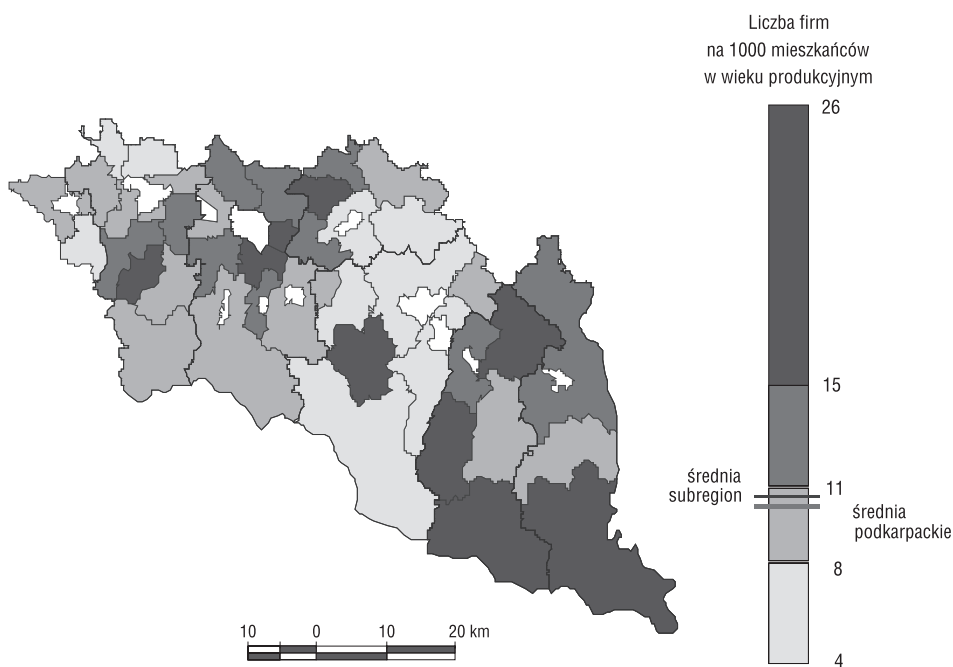 Liczba firm
na 1000 mieszkańców
w wieku produkcyjnym
26
15
średnia
subregion
11
średnia
podkarpackie
8
4
10 0 10 20 km